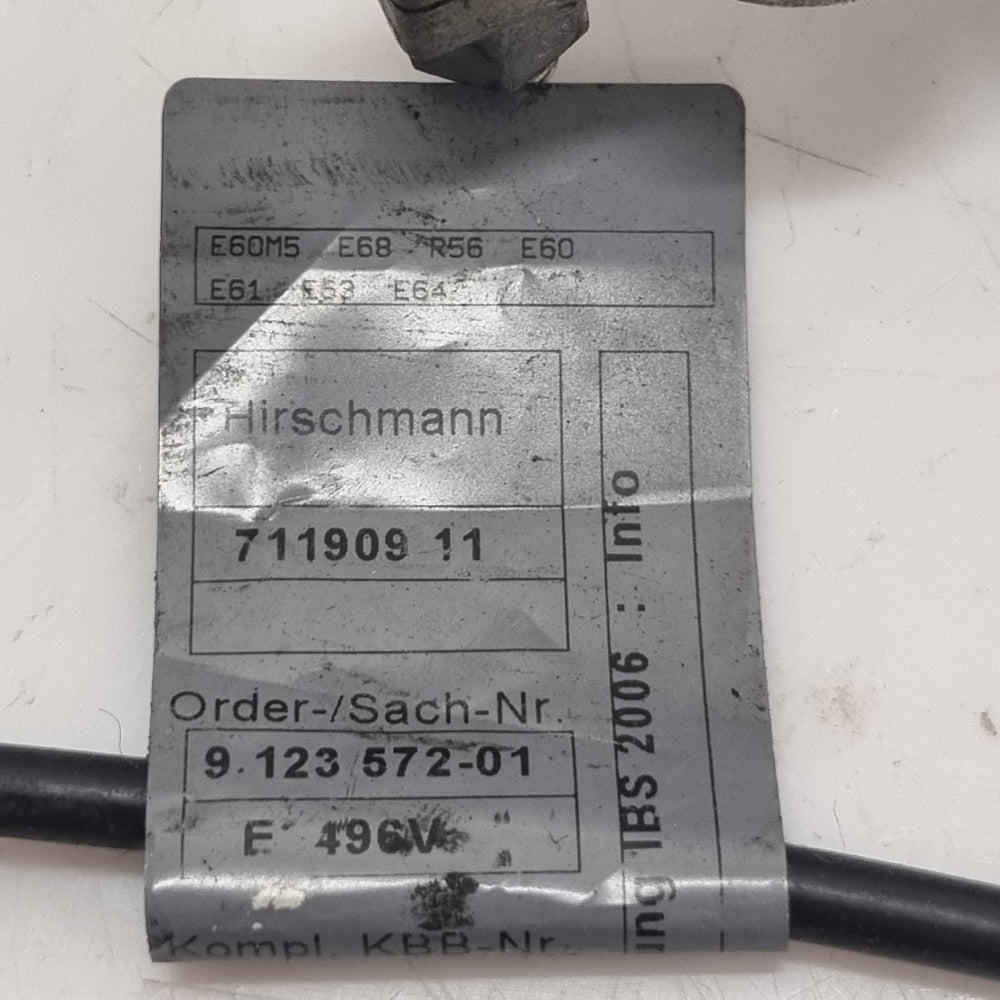 E60M5 E68 R56 E60
E61 E63 E64
Hirschmann
711909 11
Order-/Sach-Nr.
9.123 572-01
496V
Kompl. KBB-Nr.
ung IBS 2006 : Info